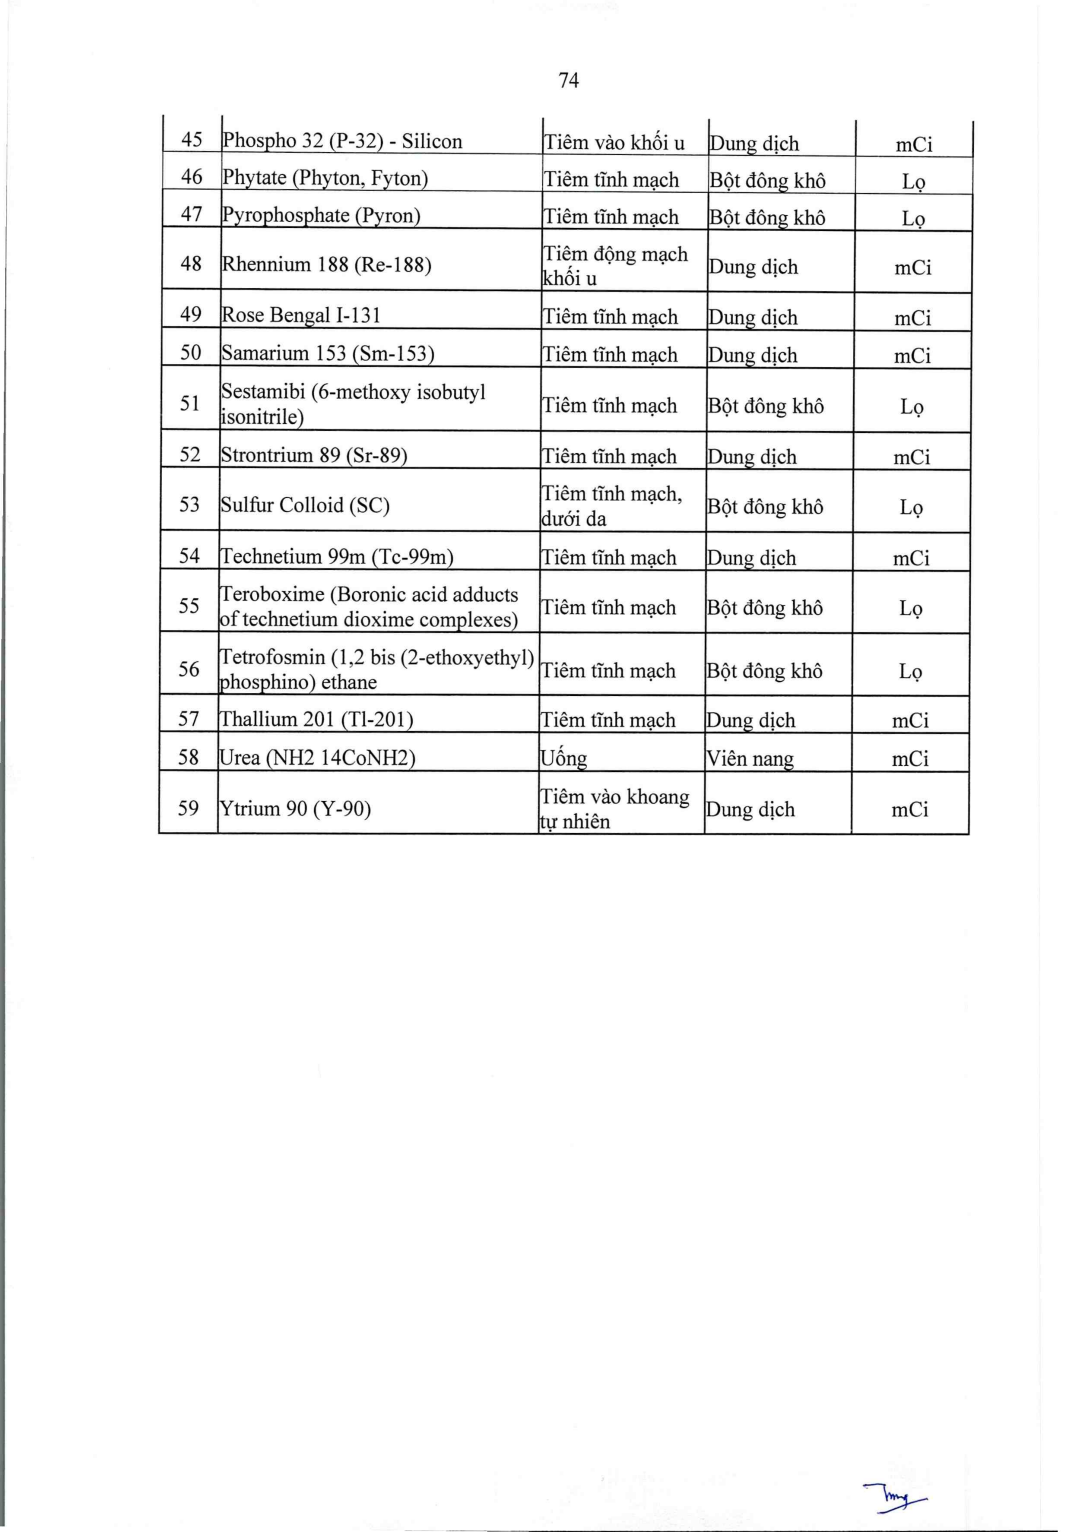 74
45 Phospho 32 (P-32) - Silicon Tiêm vào khối u Dung dịch mCi
46 Phytate (Phyton, Fyton) Tiêm tĩnh mạch Bột đông khô Lọ
47 Pyrophosphate (Pyron) Tiêm tĩnh mạch Bột đông khô Lọ
48 Rhennium 188 (Re-188) Tiêm động mạch khối u Dung dịch mCi
49 Rose Bengal I-131 Tiêm tĩnh mạch Dung dịch mCi
50 Samarium 153 (Sm-153) Tiêm tĩnh mạch Dung dịch mCi
51 Sestamibi (6-methoxy isobutyl isonitrile) Tiêm tĩnh mạch Bột đông khô Lọ
52 Strontrium 89 (Sr-89) Tiêm tĩnh mạch Dung dịch mCi
53 Sulfur Colloid (SC) Tiêm tĩnh mạch, dưới da Bột đông khô Lọ
54 Technetium 99m (Tc-99m) Tiêm tĩnh mạch Dung dịch mCi
55 Teroboxime (Boronic acid adducts of technetium dioxime complexes) Tiêm tĩnh mạch Bột đông khô Lọ
56 Tetrofosmin (1,2 bis (2-ethoxyethyl) phosphino) ethane Tiêm tĩnh mạch Bột đông khô Lọ
57 Thallium 201 (Tl-201) Tiêm tĩnh mạch Dung dịch mCi
58 Urea (NH2 14CoNH2) Uống Viên nang mCi
59 Ytrium 90 (Y-90) Tiêm vào khoang tự nhiên Dung dịch mCi